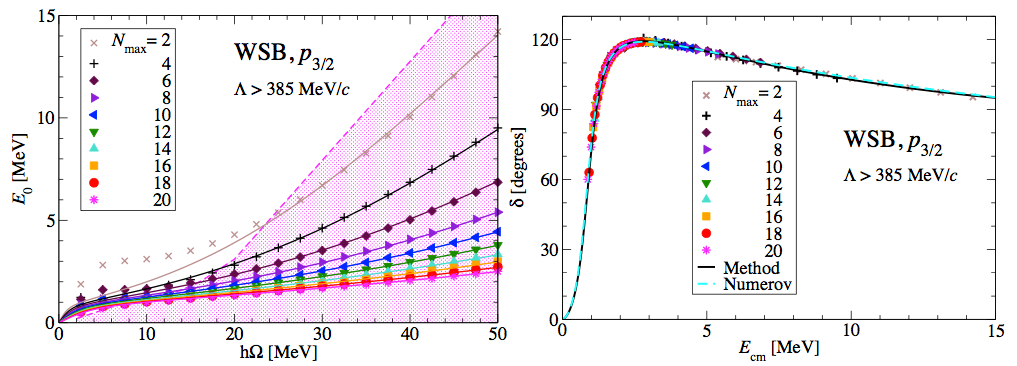 WSB, p3/2
Λ > 385 MeV/c
Nmax = 2
4
6
8
10
12
14
16
18
20
E0 [MeV]
15
10
5
0
0 10 20 30 40 50
hΩ [MeV]
δ [degrees]
120
90
60
30
0
Nmax = 2
4
6
8
10
12
14
16
18
20
Method
Numerov
WSB, p3/2
Λ > 385 MeV/c
0 5 10 15
Ecm [MeV]